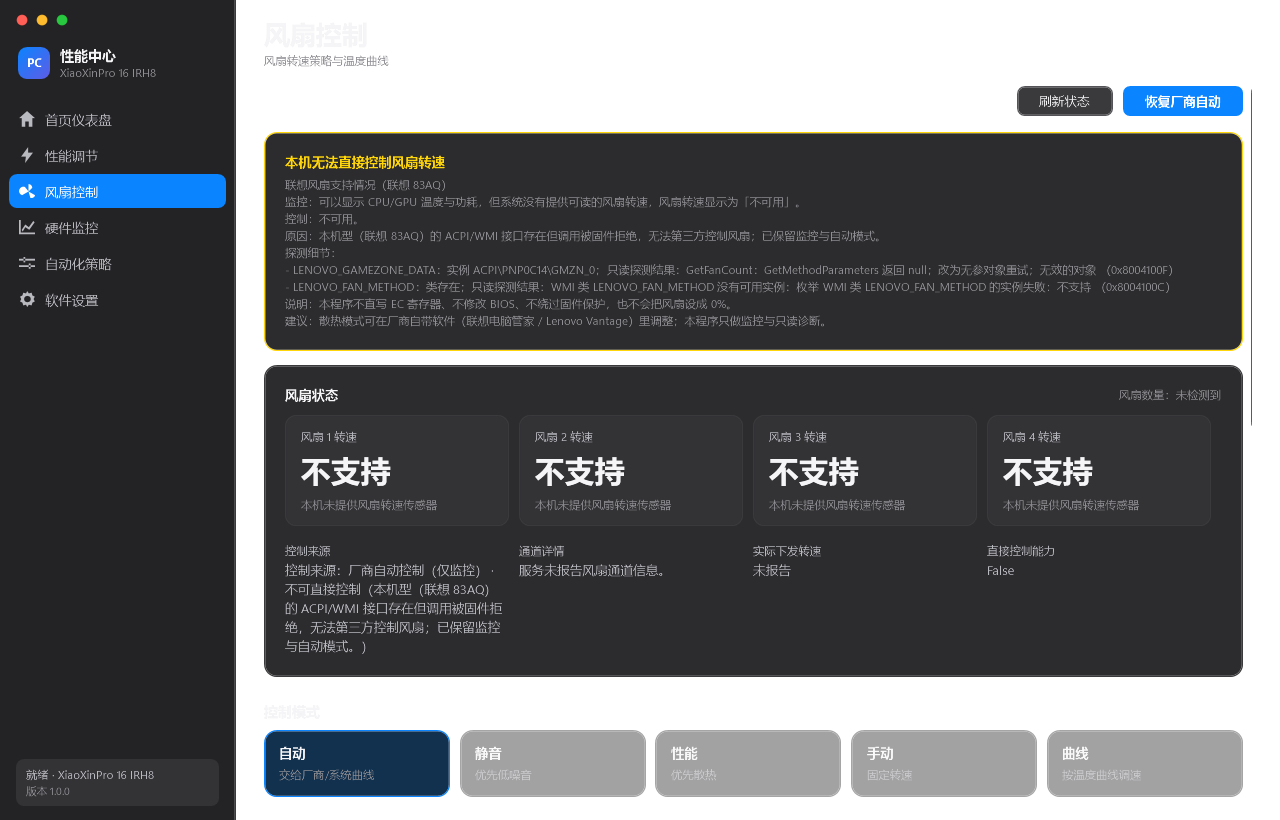 PC
性能中心
XiaoXinPro 16 IRH8
首页仪表盘
性能调节
风扇控制
硬件监控
自动化策略
软件设置
就绪 · XiaoXinPro 16 IRH8
版本 1.0.0
风扇控制
风扇转速策略与温度曲线
刷新状态
恢复厂商自动
本机无法直接控制风扇转速
联想风扇支持情况（联想 83AQ）
监控：可以显示 CPU/GPU 温度与功耗，但系统没有提供可读的风扇转速，风扇转速显示为「不可用」。
控制：不可用。
原因：本机型（联想 83AQ）的 ACPI/WMI 接口存在但调用被固件拒绝，无法第三方控制风扇；已保留监控与自动模式。
探测细节：
- LENOVO_GAMEZONE_DATA：实例 ACPI\PNP0C14\GMZN_0；只读探测结果：GetFanCount：GetMethodParameters 返回 null；改为无参对象重试；无效的对象 （0x8004100F）
- LENOVO_FAN_METHOD：类存在；只读探测结果：WMI 类 LENOVO_FAN_METHOD 没有可用实例：枚举 WMI 类 LENOVO_FAN_METHOD 的实例失败：不支持 （0x8004100C）
说明：本程序不直写 EC 寄存器、不修改 BIOS、不绕过固件保护，也不会把风扇设成 0%。
建议：散热模式可在厂商自带软件（联想电脑管家 / Lenovo Vantage）里调整；本程序只做监控与只读诊断。
风扇状态
风扇数量：未检测到
风扇 1 转速
不支持
本机未提供风扇转速传感器
风扇 2 转速
不支持
本机未提供风扇转速传感器
风扇 3 转速
不支持
本机未提供风扇转速传感器
风扇 4 转速
不支持
本机未提供风扇转速传感器
控制来源
控制来源：厂商自动控制（仅监控） ·
不可直接控制（本机型（联想 83AQ）
的 ACPI/WMI 接口存在但调用被固件拒
绝，无法第三方控制风扇；已保留监控
与自动模式。）
通道详情
服务未报告风扇通道信息。
实际下发转速
未报告
直接控制能力
False
控制模式
自动
交给厂商/系统曲线
静音
优先低噪音
性能
优先散热
手动
固定转速
曲线
按温度曲线调速